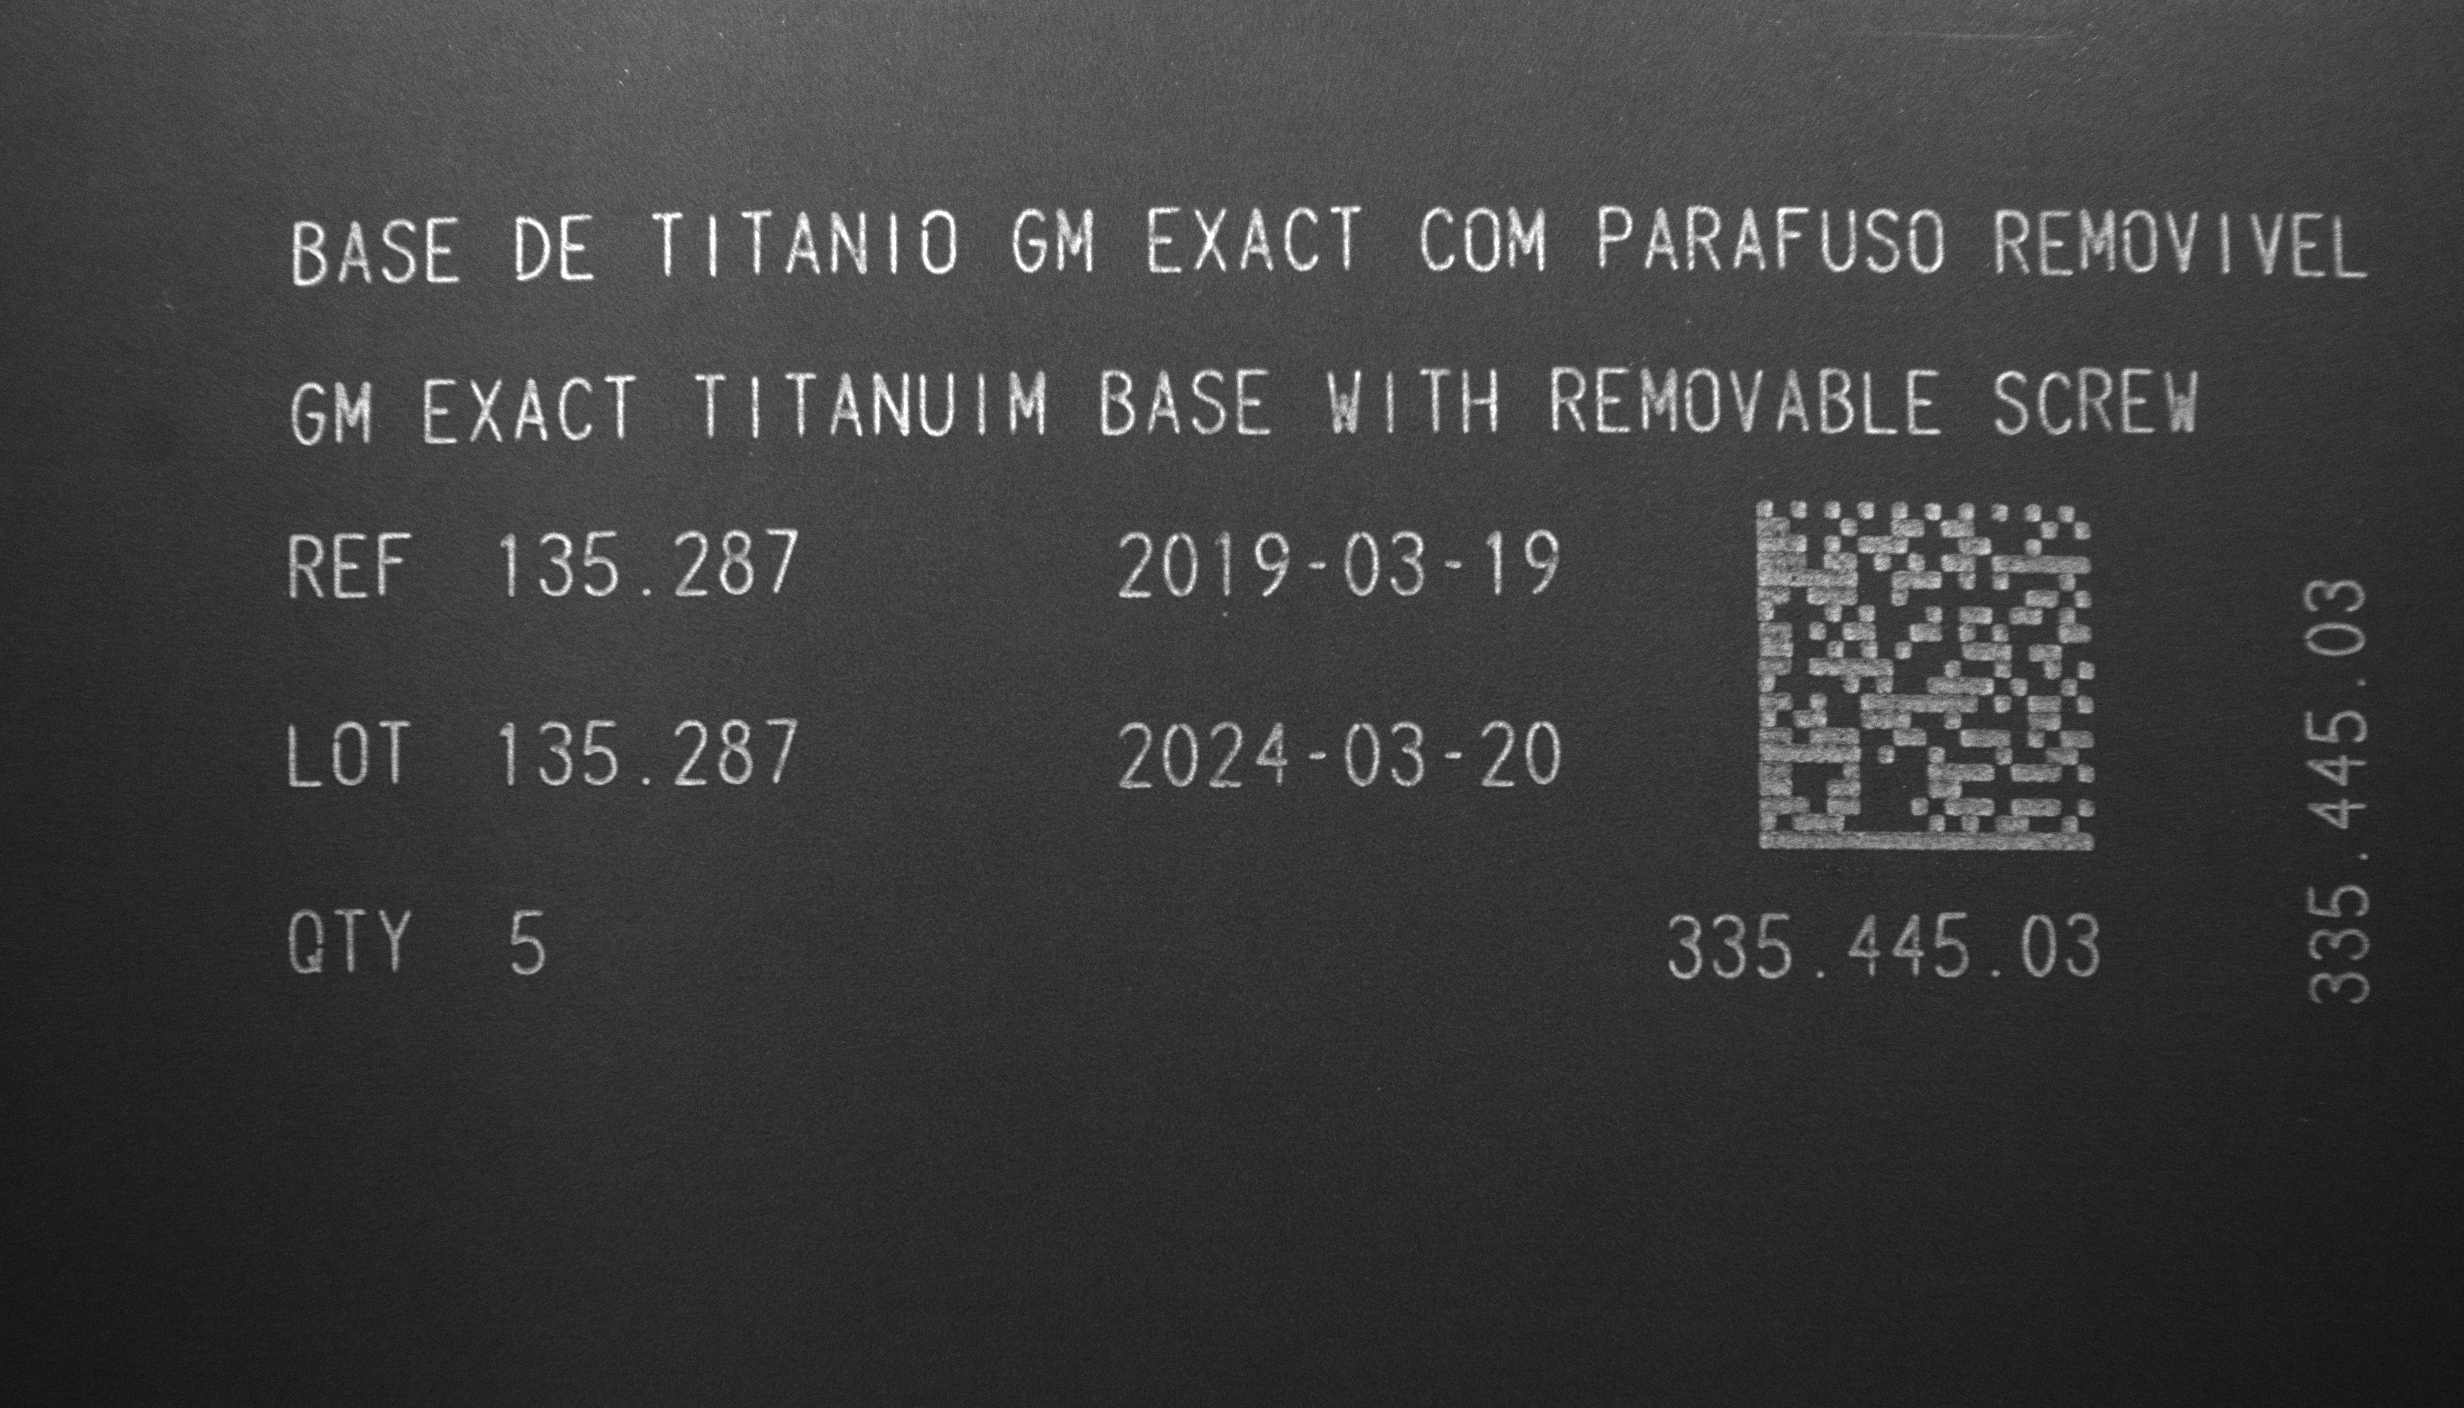 BASE DE TITANIO GM EXACT COM PARAFUSO REMOVIVEL
GM EXACT TITANUIM BASE WITH REMOVABLE SCREW
REF 135.287 2019-03-19
LOT 135.287 2024-03-20
QTY 5 335.445.03
335.445.03